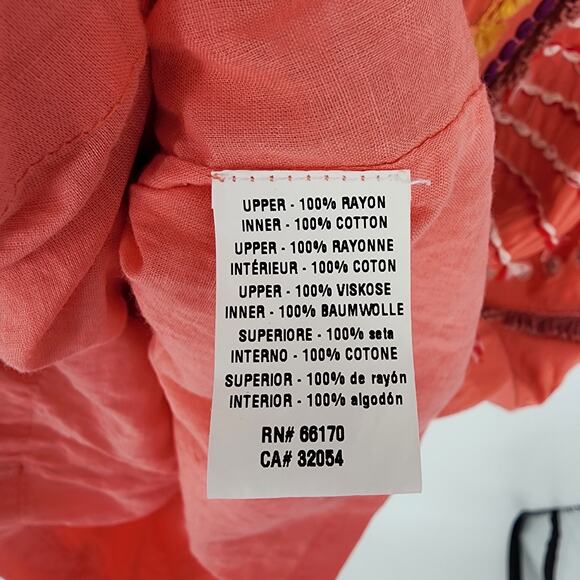 UPPER - 100% RAYON
INNER - 100% COTTON
UPPER - 100% RAYONNE
INTÉRIEUR - 100% COTON
UPPER - 100% VISKOSE
INNER - 100% BAUMWOLLE
SUPERIORE - 100% seta
INTERNO - 100% COTONE
SUPERIOR - 100% de rayón
INTERIOR - 100% algodón
RN# 66170
CA# 32054